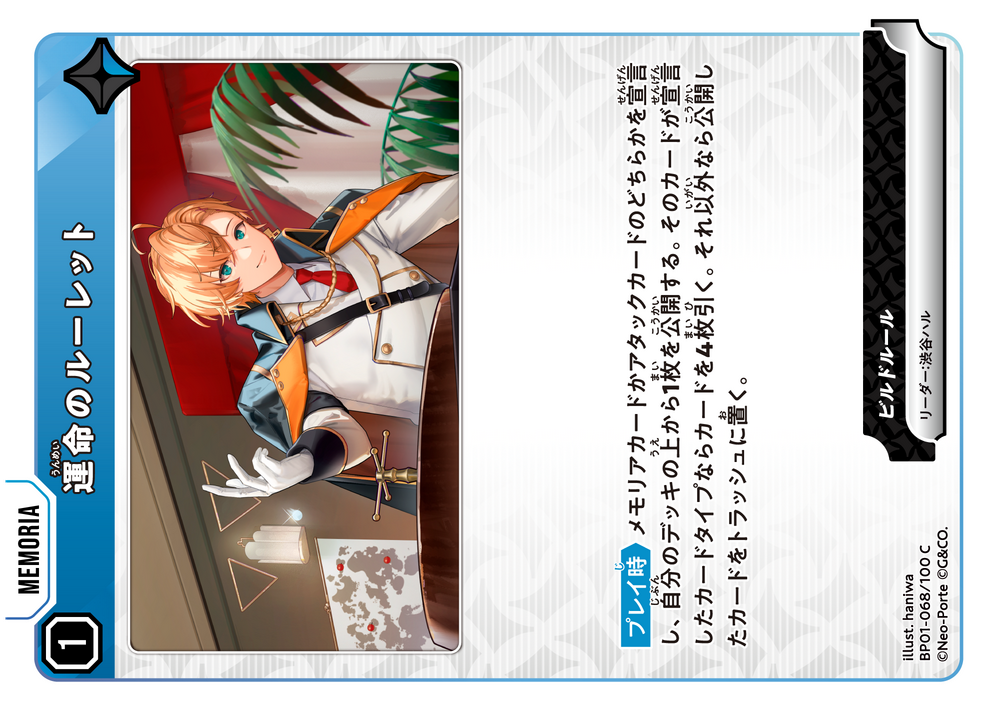 MEMORIA
1
運命のルーレット
うんめい
プレイ時 メモリアカードかアタックカードのどちらかを宣言
し、自分のデッキの上から1枚を公開する。そのカードが宣言
したカードタイプならカードを4枚引く。それ以外なら公開し
たカードをトラッシュに置く。
ビルドルール
リーダー:渋谷ハル
illust. haniwa
BP01-068/100 C
©Neo-Porte ©G&CO.